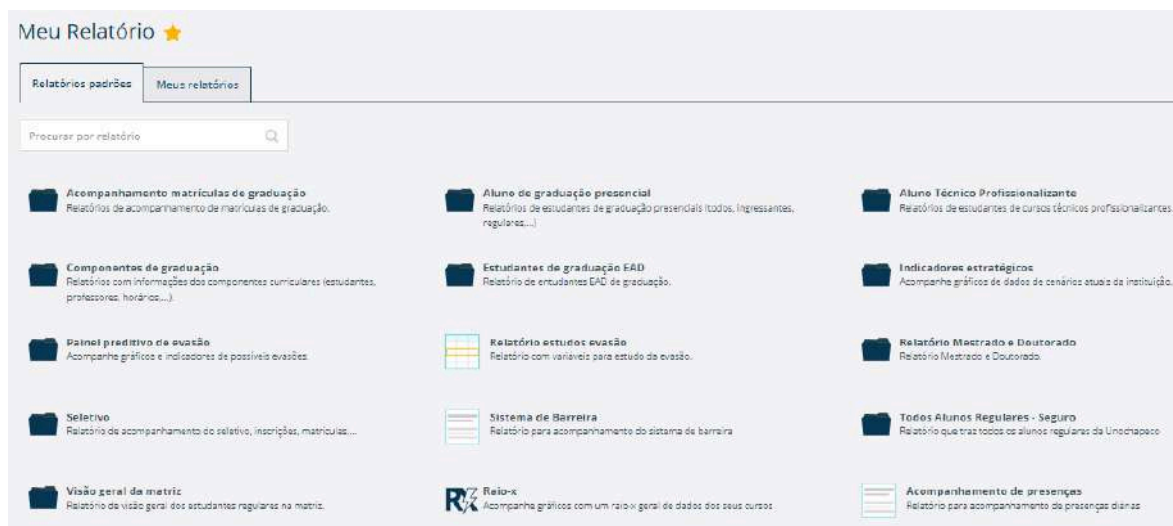 Meu Relatório
Relatórios padrões
Meus relatórios
Procurar por relatório
Acompanhamento matrículas de graduação
Relatórios de acompanhamento de matrículas de graduação.
Aluno de graduação presencial
Relatórios de estudantes de graduação presenciais (todos, ingressantes,
regulares,...)
Aluno Técnico Profissionalizante
Relatórios de estudantes de cursos técnicos profissionalizantes.
Componentes de graduação
Relatórios com informações dos componentes curriculares (estudantes,
professores, horários,...).
Estudantes de graduação EAD
Relatório de entudantes EAD de graduação.
Indicadores estratégicos
Acompanhe gráficos de dados de cenários atuais da instituição.
Painel preditivo de evasão
Acompanhe gráficos e indicadores de possíveis evasões.
Relatório estudos evasão
Relatório com variáveis para estudo da evasão.
Relatório Mestrado e Doutorado
Relatório Mestrado e Doutorado.
Seletivo
Relatório de acompanhamento do seletivo, inscrições, matrículas,...
Sistema de Barreira
Relatório para acompanhamento do sistema de barreira
Todos Alunos Regulares - Seguro
Relatório que traz todos os alunos regulares da Unochapeco
Visão geral da matriz
Relatório da visão geral dos estudantes regulares na matriz.
RX
Raio-x
Acompanhe gráficos com um raio-x geral de dados dos seus cursos
Acompanhamento de presenças
Relatório para acompanhamento de presenças diárias